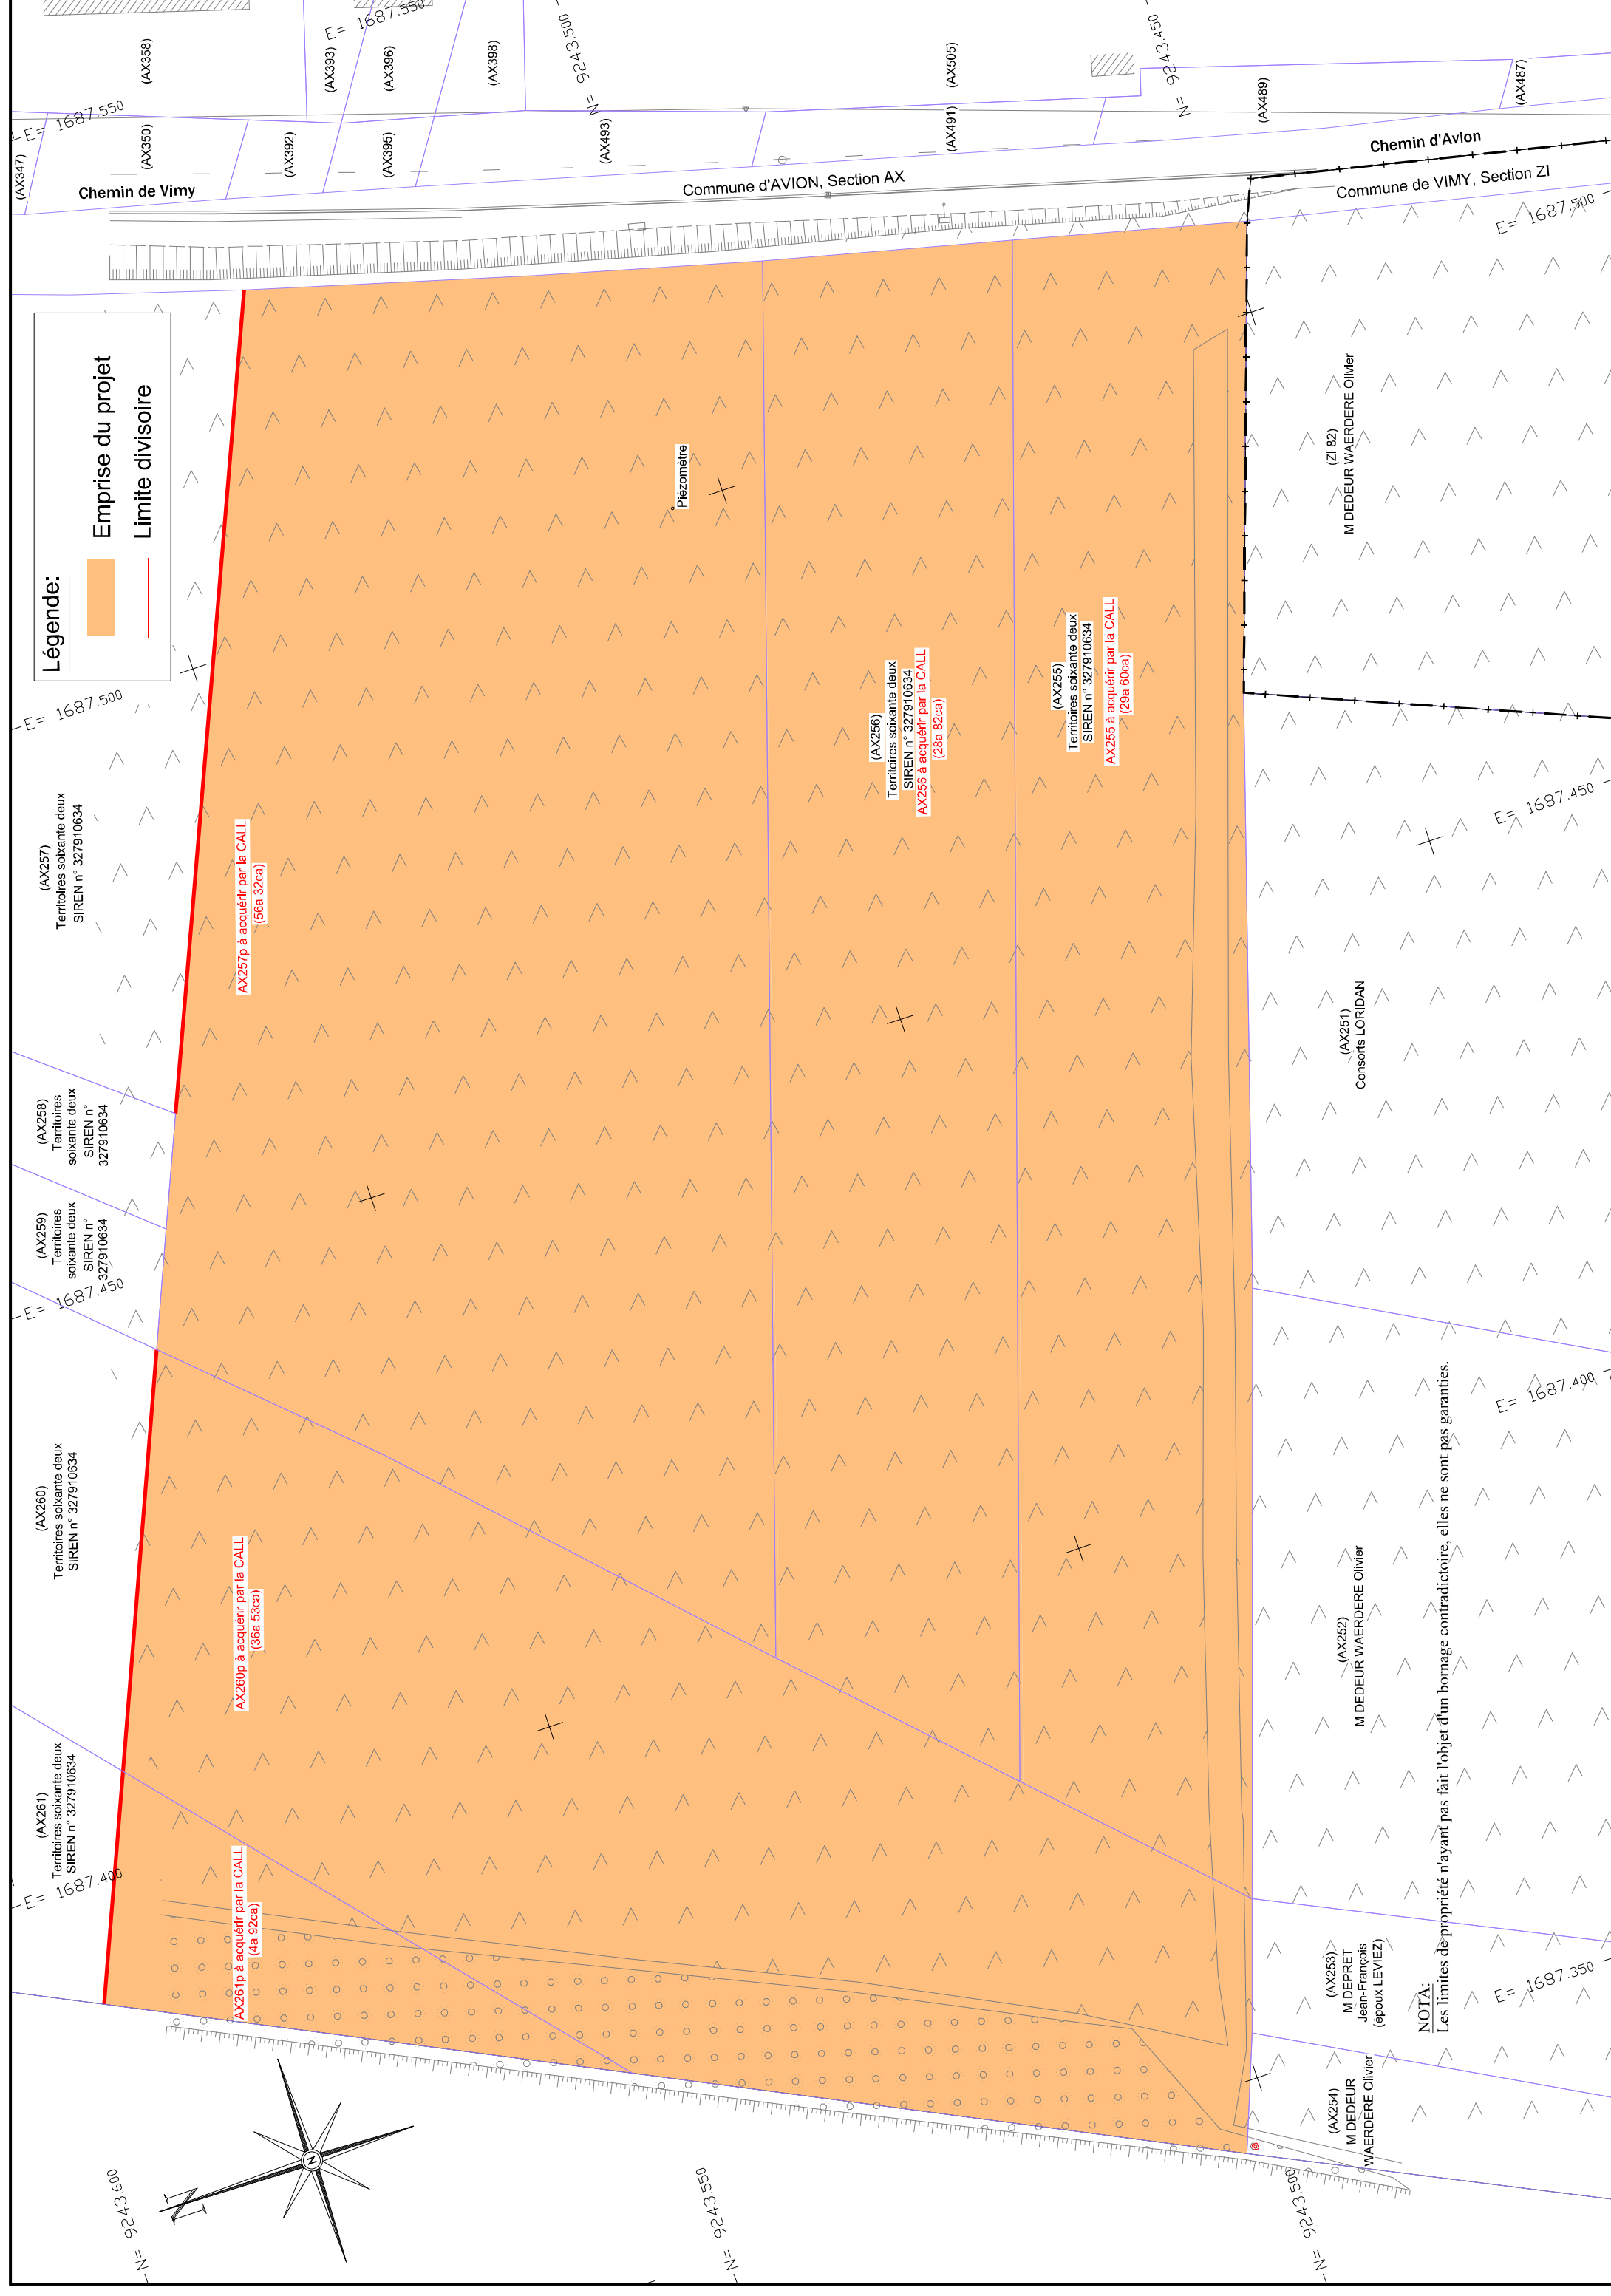 Légende:
Emprise du projet
Limite divisoire
(AX347)
(AX350)
(AX358)
(AX392)
(AX393)
(AX395)
(AX396)
(AX398)
(AX493)
(AX491)
(AX505)
(AX489)
(AX487)
Chemin de Vimy
Commune d'AVION, Section AX
Chemin d'Avion
Commune de VIMY, Section ZI
E= 1687.550
E= 1687.550
N= 9243.500
N= 9243.450
E= 1687.500
E= 1687.500
E= 1687.450
E= 1687.450
E= 1687.400
E= 1687.400
E= 1687.350
N= 9243.600
N= 9243.550
N= 9243.500
Piézomètre
(AX257)
Territoires soixante deux
SIREN n° 327910634
AX257p à acquérir par la CALL
(56a 32ca)
(AX258)
Territoires
soixante deux
SIREN n°
327910634
(AX259)
Territoires
soixante deux
SIREN n°
327910634
(AX260)
Territoires soixante deux
SIREN n° 327910634
AX260p à acquérir par la CALL
(36a 53ca)
(AX261)
Territoires soixante deux
SIREN n° 327910634
AX261p à acquérir par la CALL
(4a 92ca)
(AX256)
Territoires soixante deux
SIREN n° 327910634
AX256 à acquérir par la CALL
(28a 82ca)
(AX255)
Territoires soixante deux
SIREN n° 327910634
AX255 à acquérir par la CALL
(29a 60ca)
(ZI 82)
M DEDEUR WAERDERE Olivier
(AX251)
Consorts LORIDAN
(AX252)
M DEDEUR WAERDERE Olivier
(AX253)
M DEPRET
Jean-François
(époux LEVIEZ)
(AX254)
M DEDEUR
WAERDERE Olivier
NOTA:
Les limites de propriété n'ayant pas fait l'objet d'un bornage contradictoire, elles ne sont pas garanties.
N
N